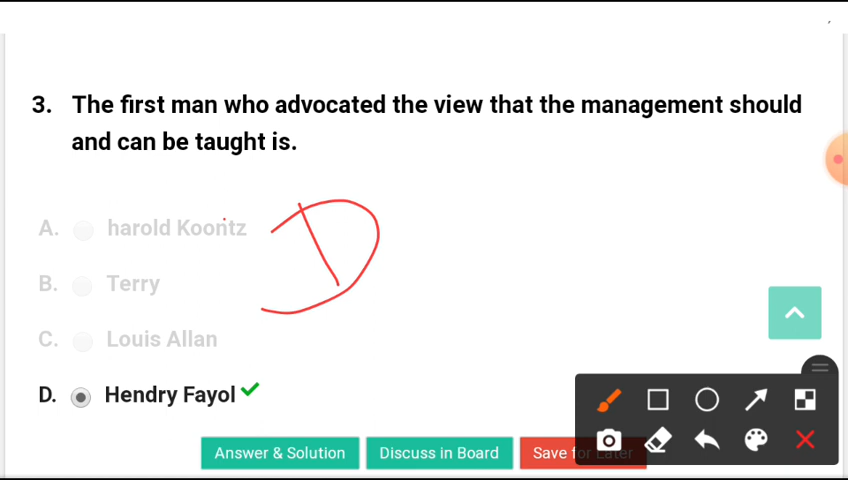 3. The first man who advocated the view that the management should
and can be taught is.
A. harold Koontz
D
B. Terry
C. Louis Allan
D. Hendry Fayol
Answer & Solution Discuss in Board Save for Later